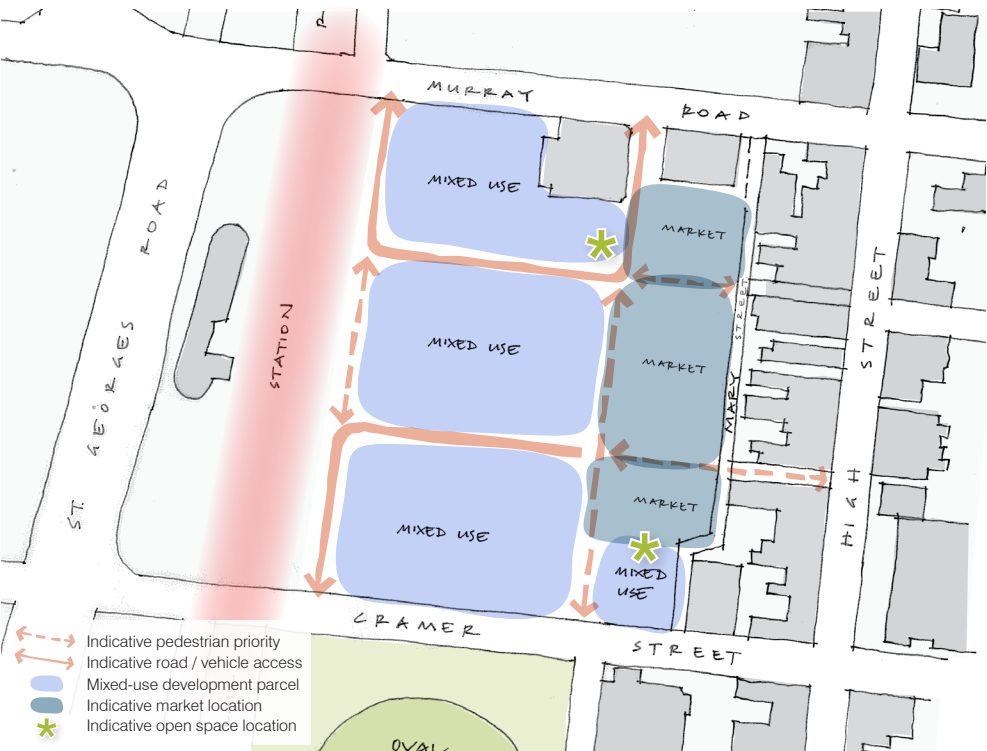 MURRAY ROAD
MIXED USE
MARKET
ST. GEORGES ROAD
STATION
MIXED USE
MARKET
MARY STREET
HIGH STREET
MIXED USE
MARKET
MIXED
USE
CRAMER STREET
OVAL
Indicative pedestrian priority
Indicative road / vehicle access
Mixed-use development parcel
Indicative market location
Indicative open space location